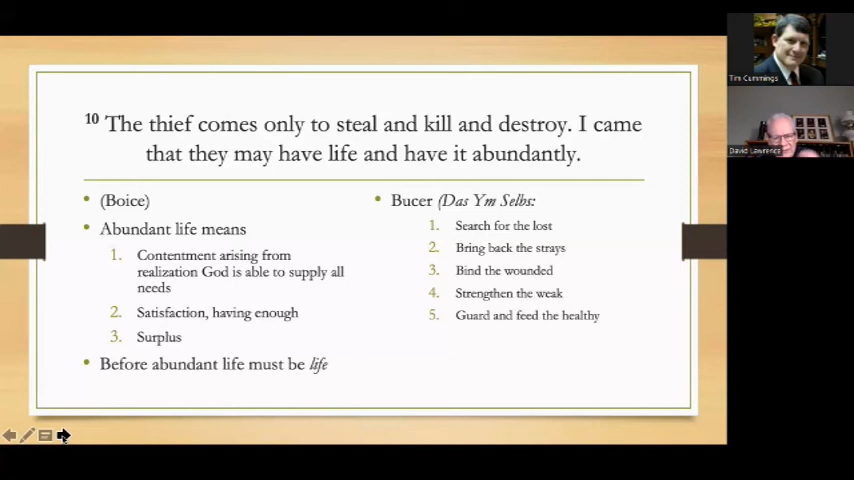 10 The thief comes only to steal and kill and destroy. I came
that they may have life and have it abundantly.
• (Boice)
• Abundant life means
1. Contentment arising from
realization God is able to supply all
needs
2. Satisfaction, having enough
3. Surplus
• Before abundant life must be life
• Bucer (Das Ym Selbs:
1. Search for the lost
2. Bring back the strays
3. Bind the wounded
4. Strengthen the weak
5. Guard and feed the healthy
Tim Cummings
David Lawrence